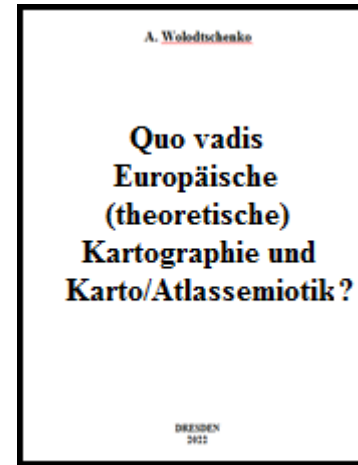 A. Wolodtschenko
Quo vadis
Europäische
(theoretische)
Kartographie und
Karto/Atlassemiotik?
DRESDEN
2022